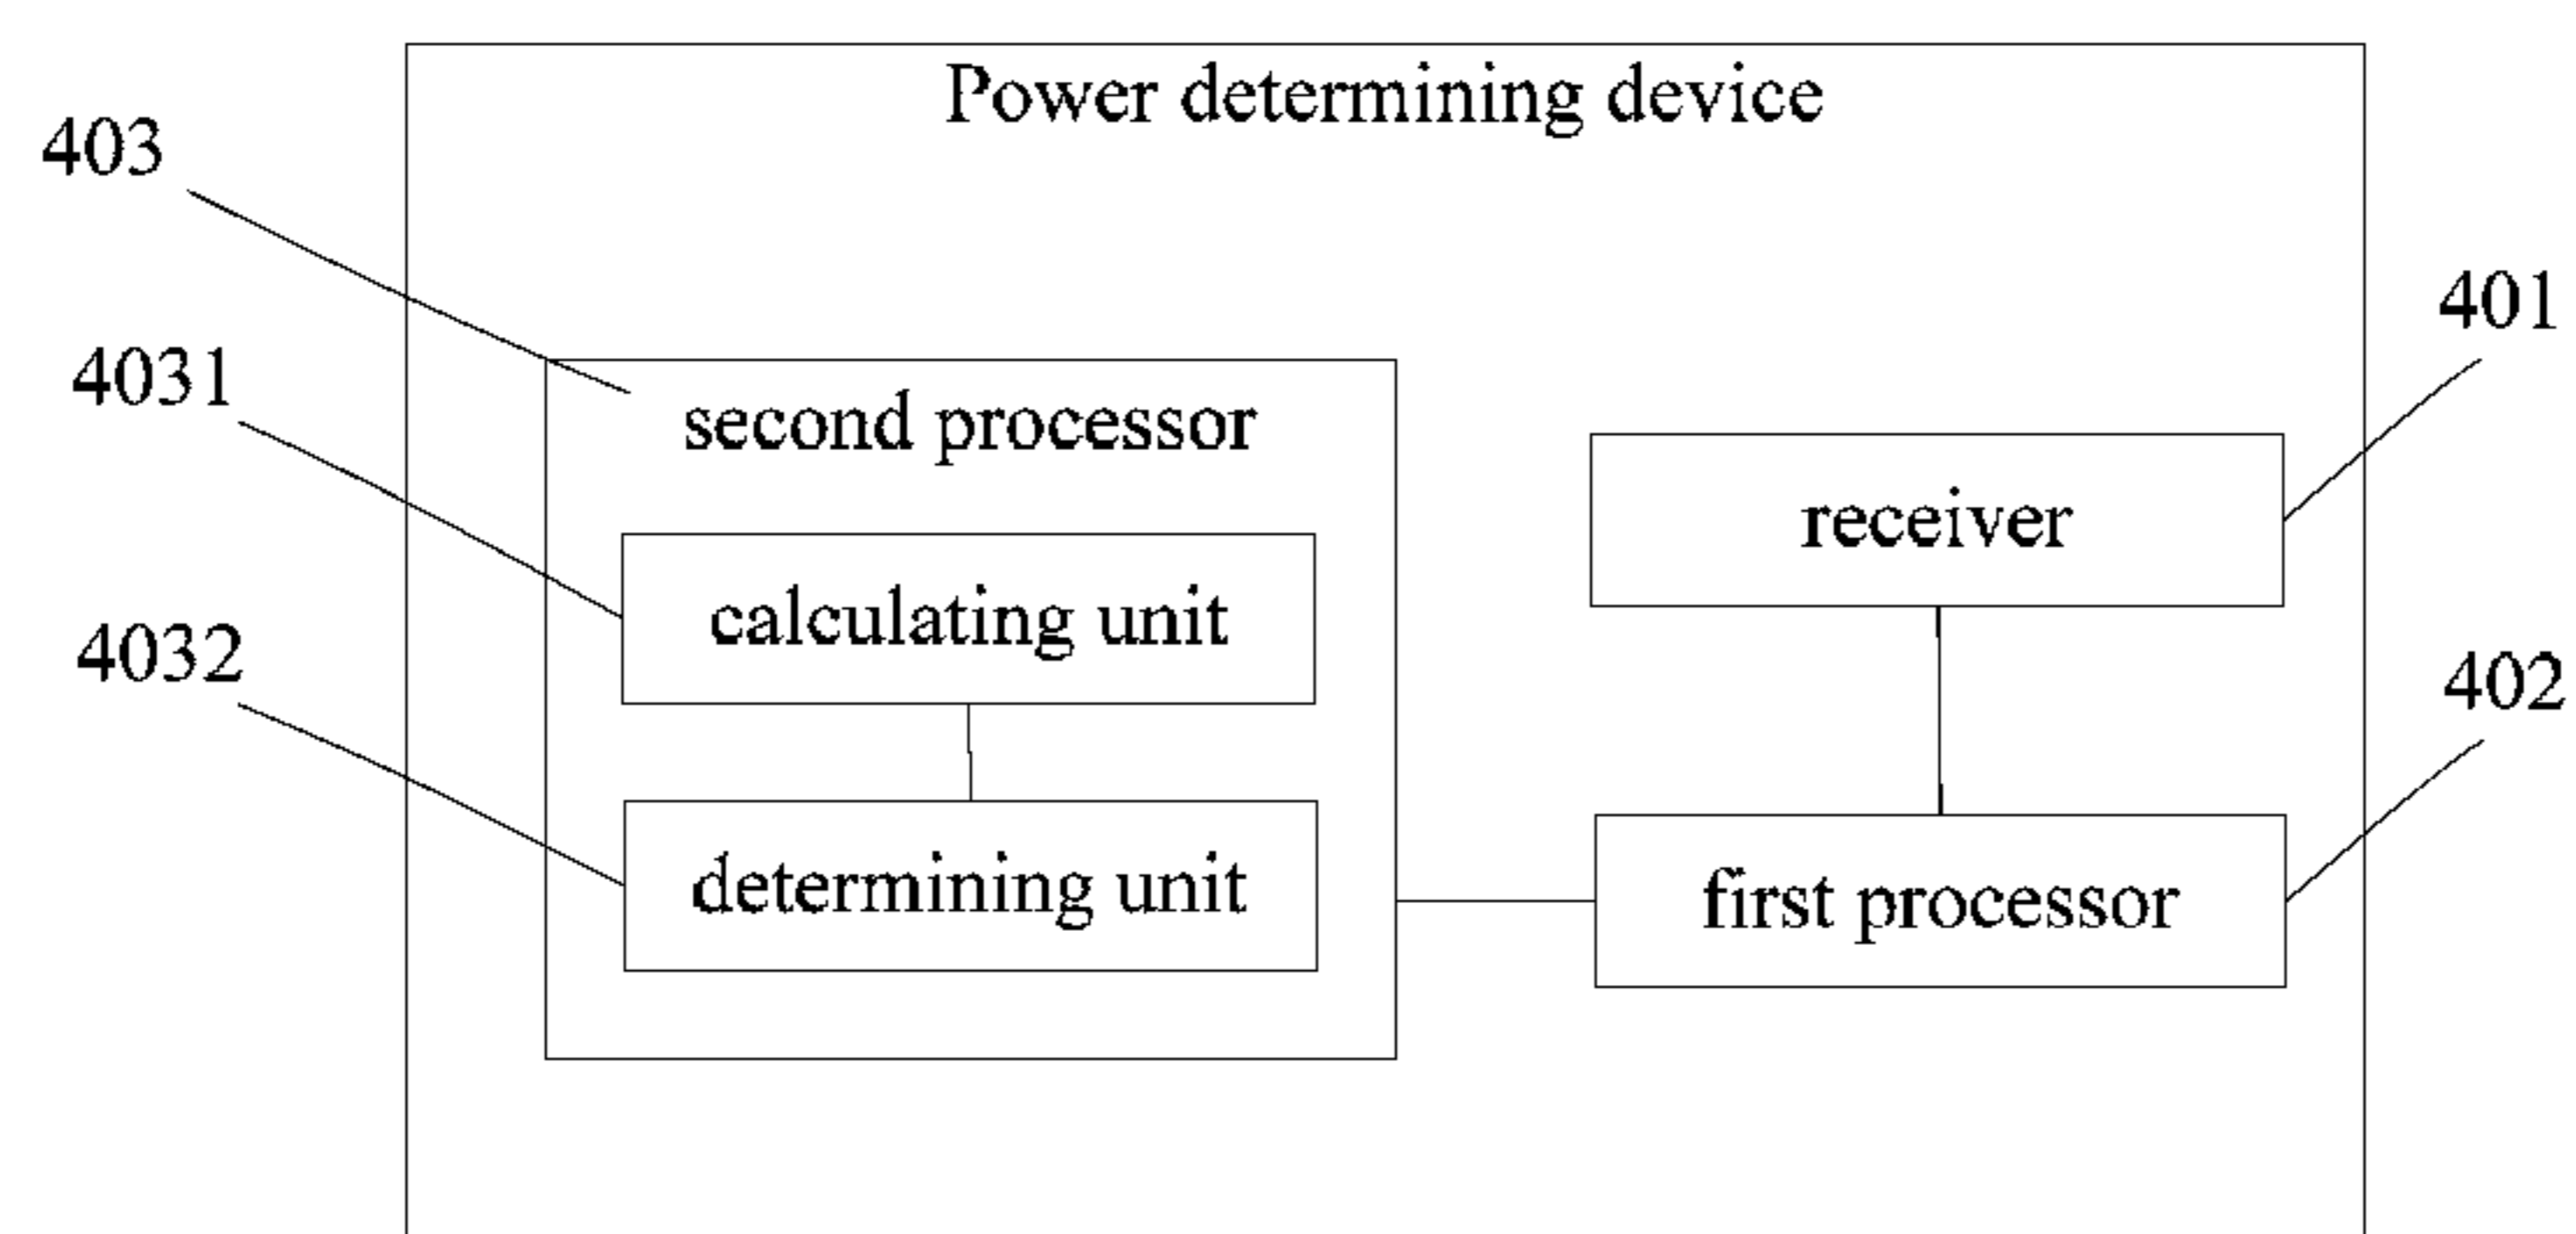 Power determining device
403
401
4031
second processor
receiver
calculating unit
4032
402
determining unit
first processor